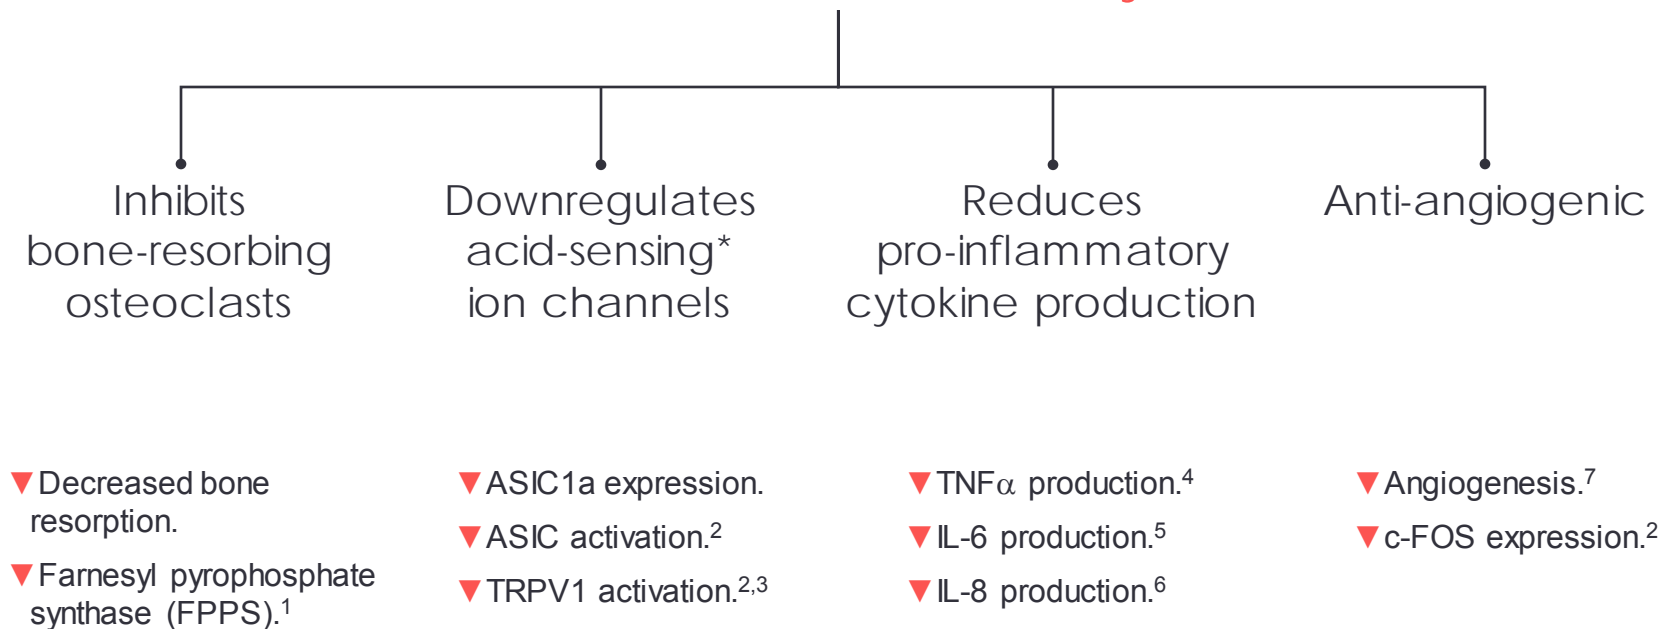 Inhibits
bone-resorbing
osteoclasts
Downregulates
acid-sensing*
ion channels
Reduces
pro-inflammatory
cytokine production
Anti-angiogenic
▼ Decreased bone
resorption.
▼ Farnesyl pyrophosphate
synthase (FPPS).¹
▼ ASIC1a expression.
▼ ASIC activation.²
▼ TRPV1 activation.²,³
▼ TNFα production.⁴
▼ IL-6 production.⁵
▼ IL-8 production.⁶
▼ Angiogenesis.⁷
▼ c-FOS expression.²